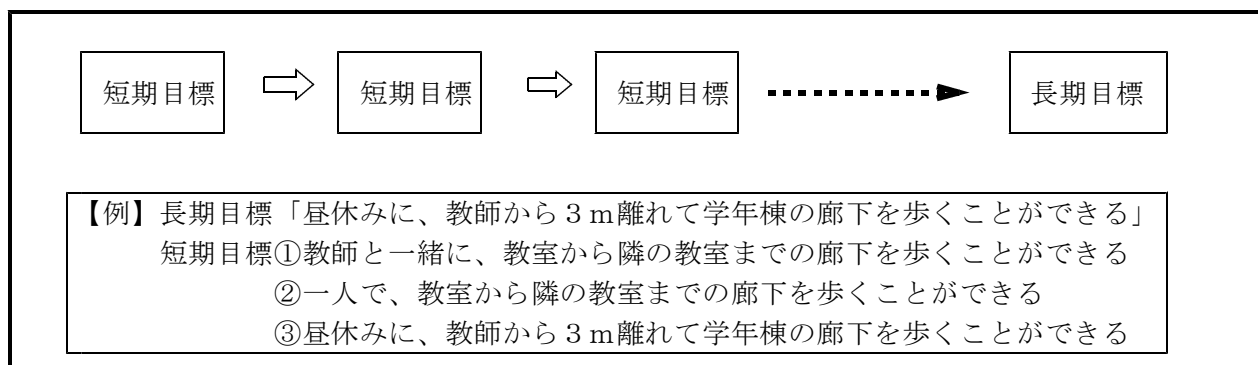 短期目標 短期目標 短期目標 長期目標
【例】長期目標「昼休みに、教師から３ｍ離れて学年棟の廊下を歩くことができる」
短期目標①教師と一緒に、教室から隣の教室までの廊下を歩くことができる
②一人で、教室から隣の教室までの廊下を歩くことができる
③昼休みに、教師から３ｍ離れて学年棟の廊下を歩くことができる